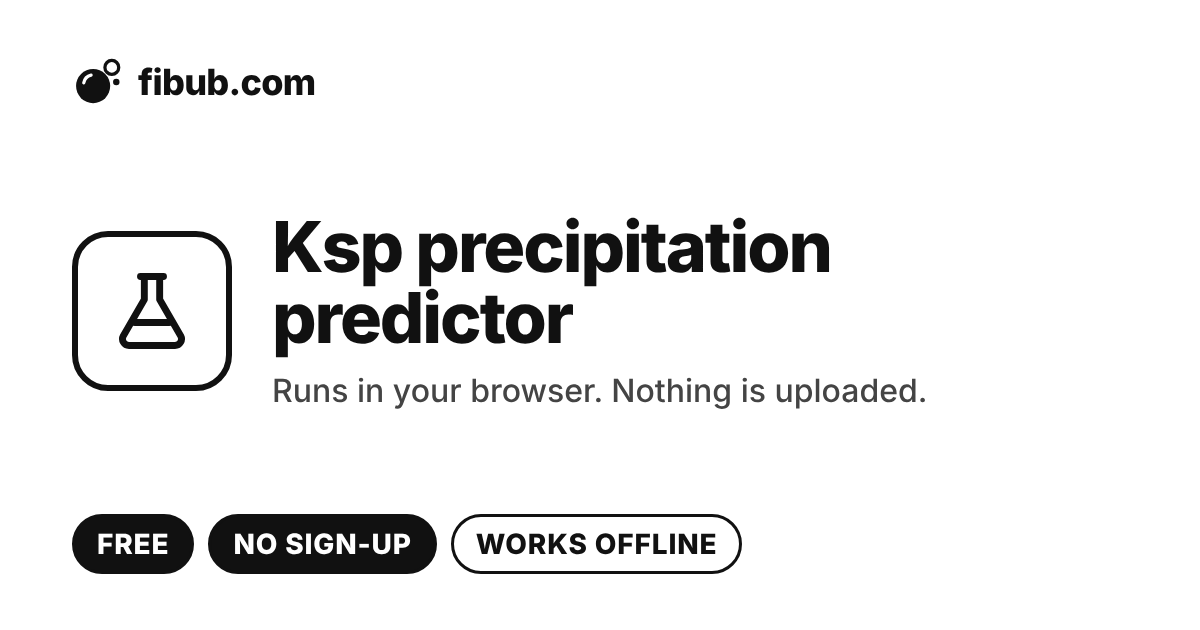 fibub.com
Ksp precipitation
predictor
Runs in your browser. Nothing is uploaded.
FREE
NO SIGN-UP
WORKS OFFLINE